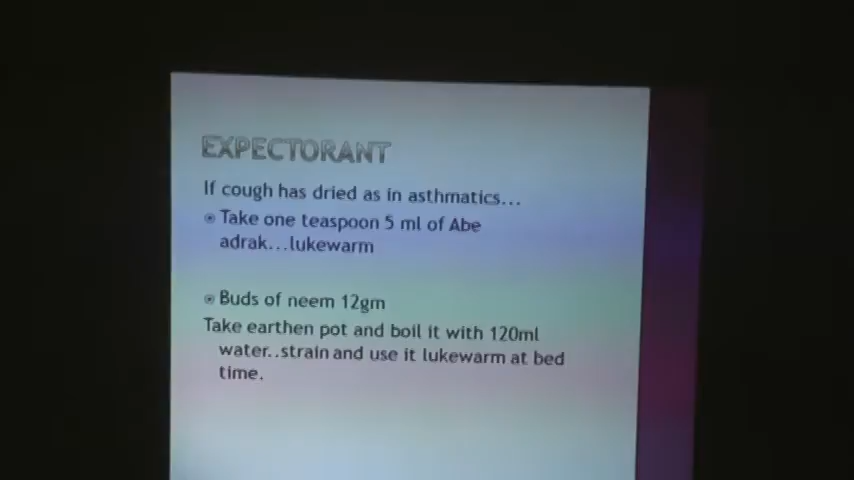 EXPECTORANT
If cough has dried as in asthmatics...
Take one teaspoon 5 ml of Abe
adrak...lukewarm
Buds of neem 12gm
Take earthen pot and boil it with 120ml
water..strain and use it lukewarm at bed
time.